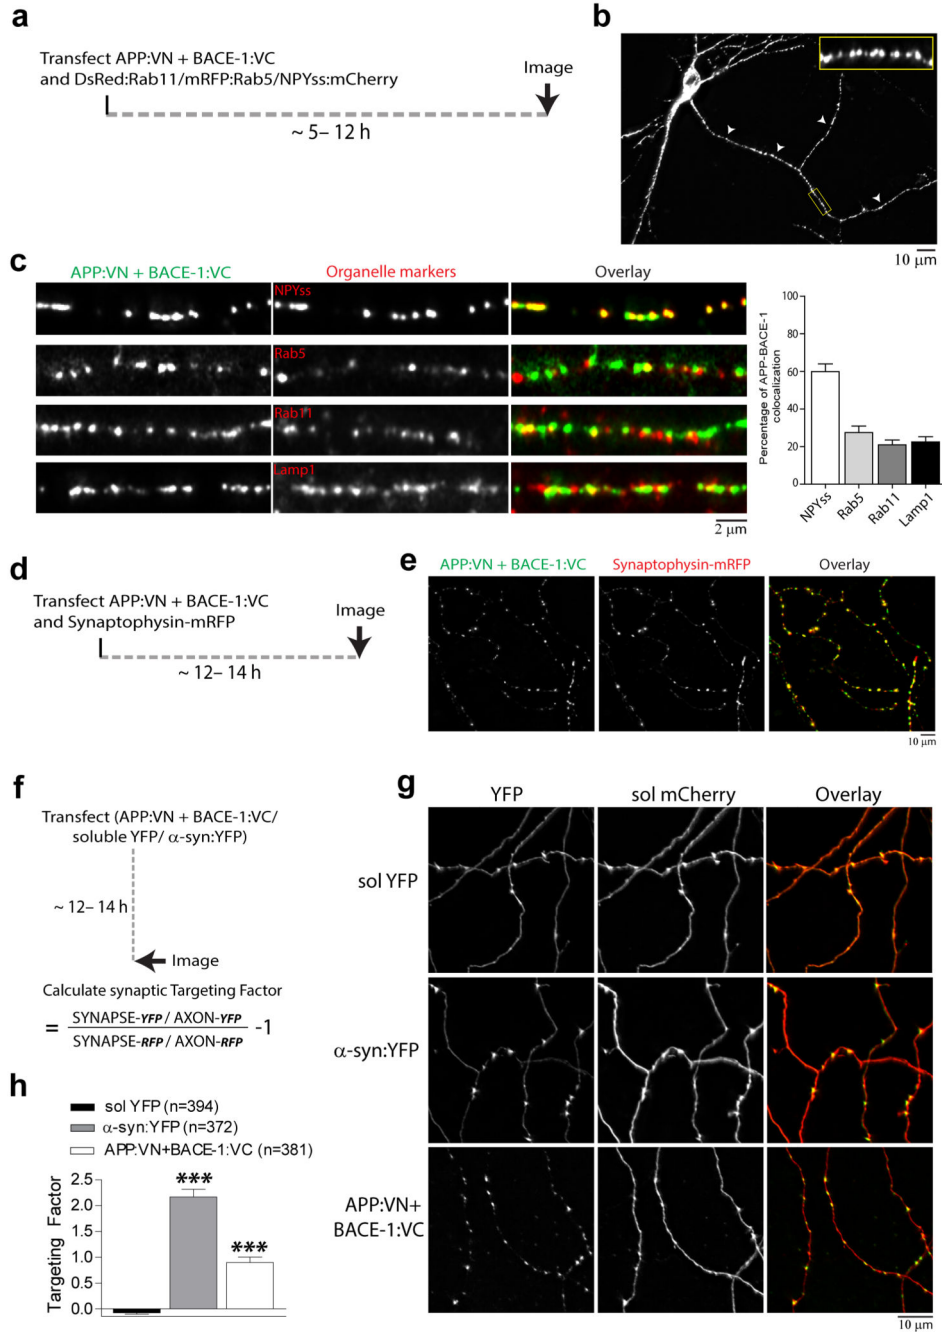 a
Transfect APP:VN + BACE-1:VC
and DsRed:Rab11/mRFP:Rab5/NPYss:mCherry
Image
~ 5– 12 h
b
10 μm
c
APP:VN + BACE-1:VC
Organelle markers
Overlay
NPYss
Rab5
Rab11
Lamp1
2 μm
Percentage of APP-BACE-1
colocalization
100
80
60
40
20
0
NPYss
Rab5
Rab11
Lamp1
d
Transfect APP:VN + BACE-1:VC
and Synaptophysin-mRFP
Image
~ 12– 14 h
e
APP:VN + BACE-1:VC
Synaptophysin-mRFP
Overlay
10 μm
f
Transfect (APP:VN + BACE-1:VC/
soluble YFP/ α-syn:YFP)
~ 12– 14 h
Image
Calculate synaptic Targeting Factor
= SYNAPSE-YFP / AXON-YFP -1
SYNAPSE-RFP / AXON-RFP
g
YFP
sol mCherry
Overlay
sol YFP
α-syn:YFP
APP:VN+
BACE-1:VC
10 μm
h
sol YFP (n=394)
α-syn:YFP (n=372)
APP:VN+BACE-1:VC (n=381)
Targeting Factor
2.5
2.0
1.5
1.0
0.5
0.0
***
***